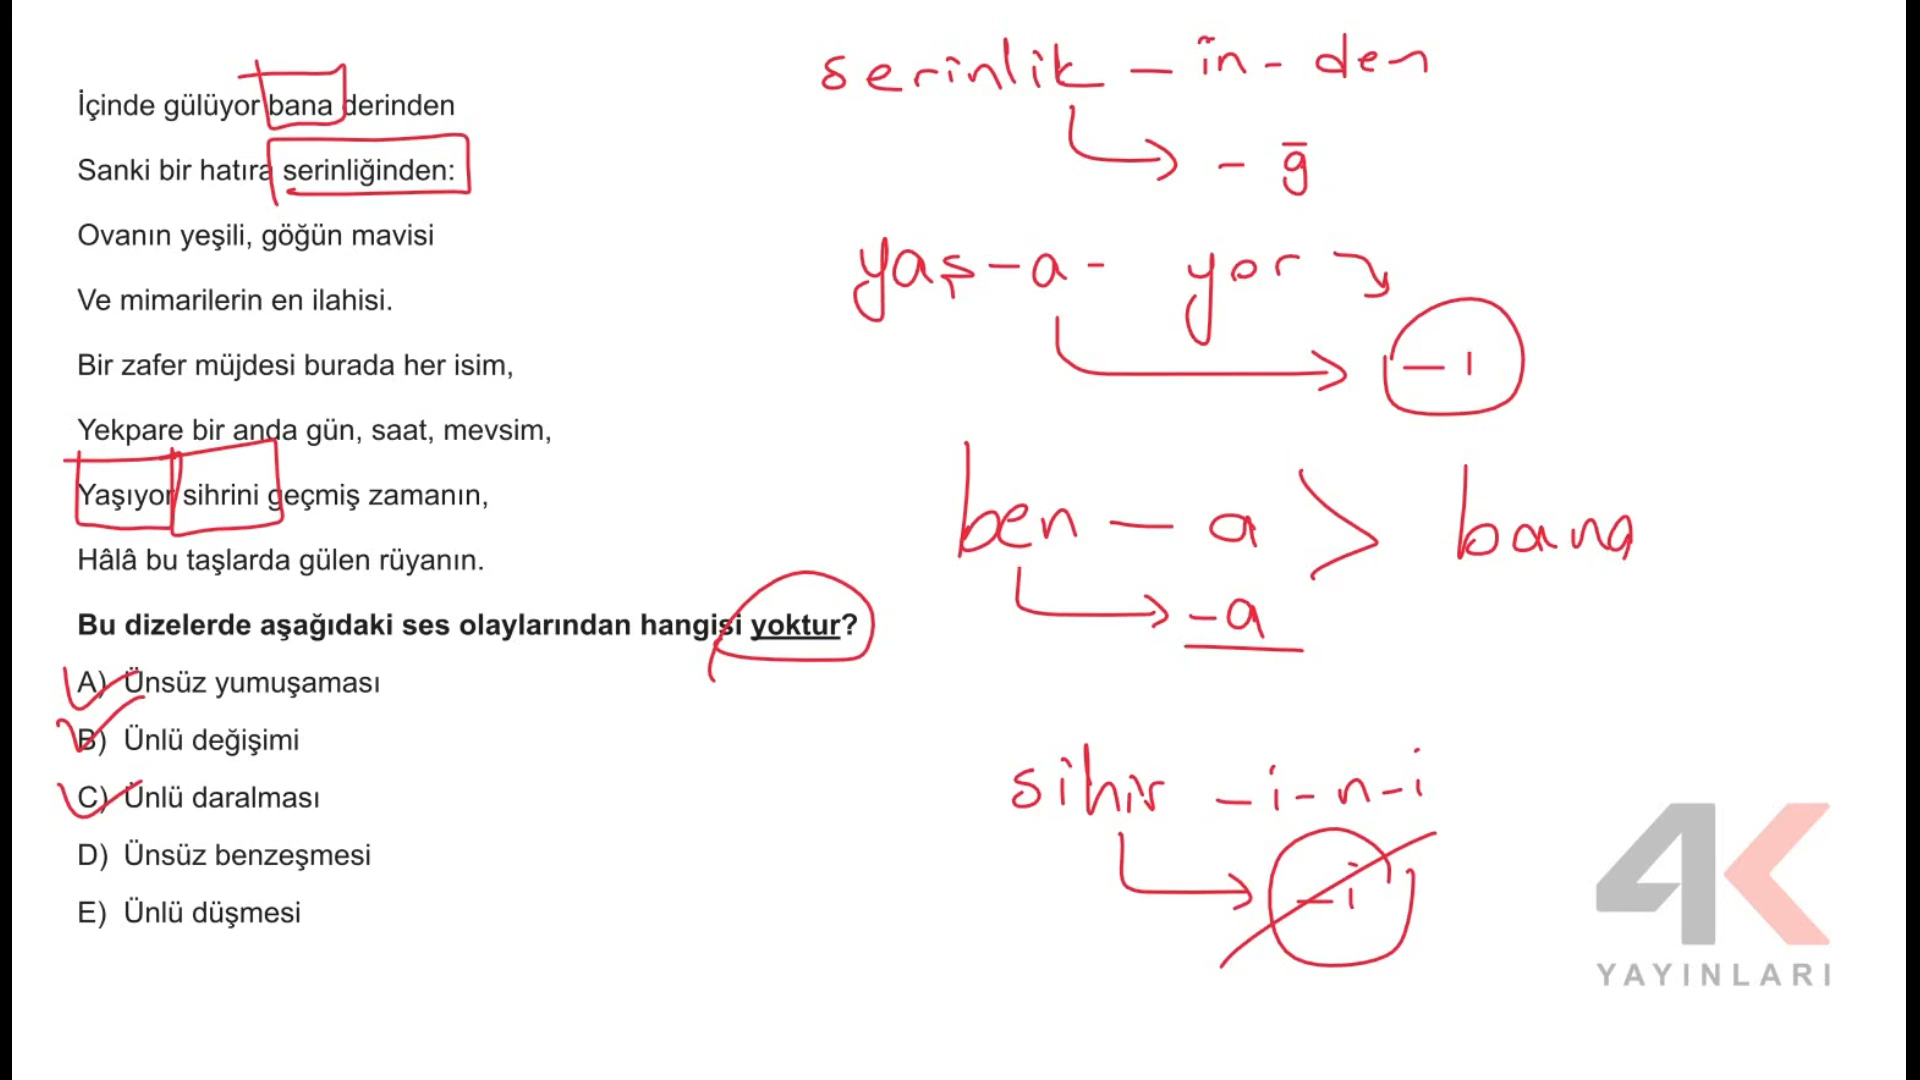 İçinde gülüyor bana derinden
Sanki bir hatıra serinliğinden:
Ovanın yeşili, göğün mavisi
Ve mimarilerin en ilahisi.
Bir zafer müjdesi burada her isim,
Yekpare bir anda gün, saat, mevsim,
Yaşıyor sihrini geçmiş zamanın,
Hâlâ bu taşlarda gülen rüyanın.
Bu dizelerde aşağıdaki ses olaylarından hangisi yoktur?
A) Ünsüz yumuşaması
B) Ünlü değişimi
C) Ünlü daralması
D) Ünsüz benzeşmesi
E) Ünlü düşmesi
serinlik – in - den
- ğ
yaş - a - yor
- ı
ben – a > bana
- a
sihir – i - n - i
- i
4K
YAYINLARI